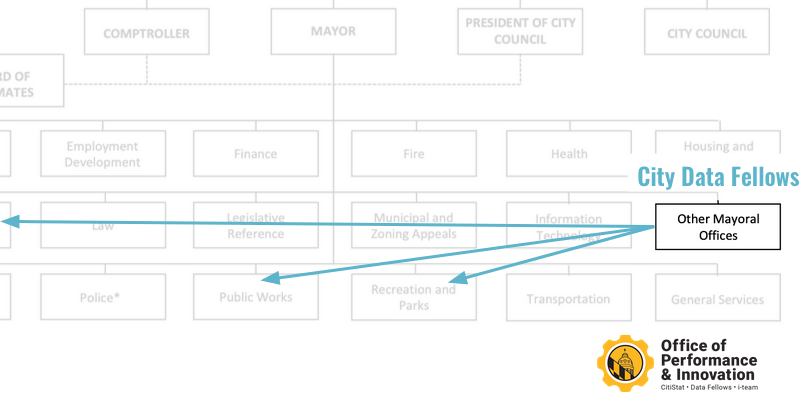 COMPTROLLER
MAYOR
PRESIDENT OF CITY
COUNCIL
CITY COUNCIL
RD OF
MATES
Employment
Development
Finance
Fire
Health
Housing and
City Data Fellows
Law
Legislative
Reference
Municipal and
Zoning Appeals
Information
Technology
Other Mayoral
Offices
Police*
Public Works
Recreation and
Parks
Transportation
General Services
Office of
Performance
& Innovation
CitiStat • Data Fellows • i-team